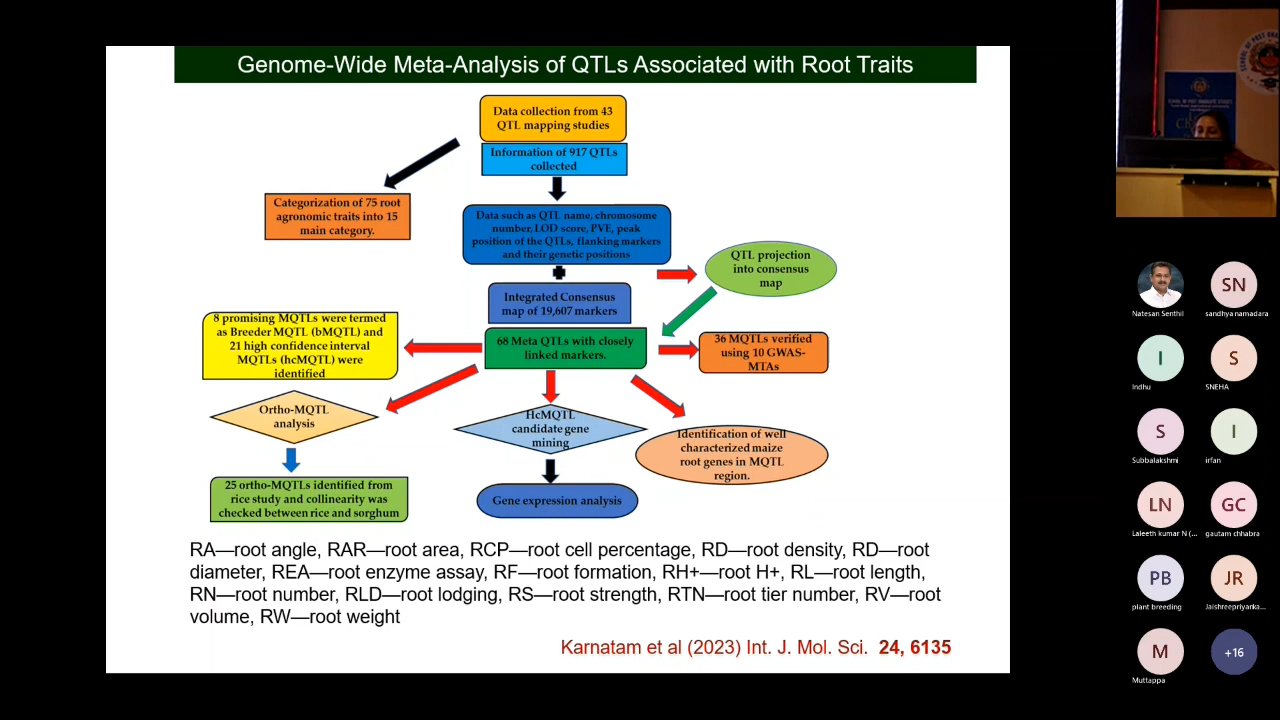 Genome-Wide Meta-Analysis of QTLs Associated with Root Traits
Data collection from 43
QTL mapping studies
Information of 917 QTLs
collected
Categorization of 75 root
agronomic traits into 15
main category.
Data such as QTL name, chromosome
number, LOD score, PVE, peak
position of the QTLs, flanking markers
and their genetic positions
QTL projection
into consensus
map
Integrated Consensus
map of 19,607 markers
8 promising MQTLs were termed
as Breeder MQTL (bMQTL) and
21 high confidence interval
MQTLs (hcMQTL) were
identified
68 Meta QTLs with closely
linked markers.
36 MQTLs verified
using 10 GWAS-
MTAs
Ortho-MQTL
analysis
HcMQTL
candidate gene
mining
Identification of well
characterized maize
root genes in MQTL
region.
25 ortho-MQTLs identified from
rice study and collinearity was
checked between rice and sorghum
Gene expression analysis
RA—root angle, RAR—root area, RCP—root cell percentage, RD—root density, RD—root
diameter, REA—root enzyme assay, RF—root formation, RH+—root H+, RL—root length,
RN—root number, RLD—root lodging, RS—root strength, RTN—root tier number, RV—root
volume, RW—root weight
Karnatam et al (2023) Int. J. Mol. Sci. 24, 6135
Natesan Senthil
SN
sandhya namadara
I
Indhu
S
SNEHA
S
Subbalakshmi
I
irfan
LN
Laleeth kumar N (...
GC
gautam chhabra
PB
plant breeding
JR
Jaishreepriyanka...
M
Muttappa
+16